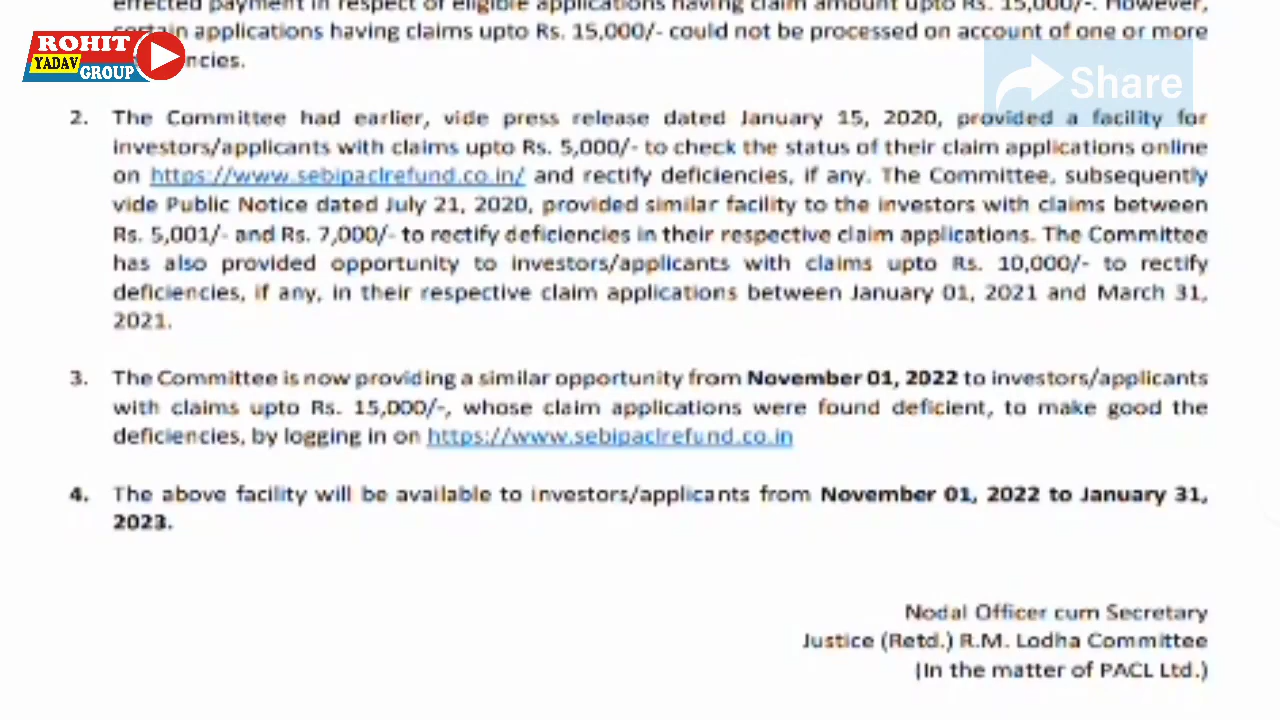 effected payment in respect of eligible applications having claim amount upto Rs. 15,000/-. However,
applications having claims upto Rs. 15,000/- could not be processed on account of one or more
ROHIT
YADAV
GROUP
Share
2. The Committee had earlier, vide press release dated January 15, 2020, provided a facility for
investors/applicants with claims upto Rs. 5,000/- to check the status of their claim applications online
on https://www.sebipaclrefund.co.in/ and rectify deficiencies, if any. The Committee, subsequently
vide Public Notice dated July 21, 2020, provided similar facility to the investors with claims between
Rs. 5,001/- and Rs. 7,000/- to rectify deficiencies in their respective claim applications. The Committee
has also provided opportunity to investors/applicants with claims upto Rs. 10,000/- to rectify
deficiencies, if any, in their respective claim applications between January 01, 2021 and March 31,
2021.
3. The Committee is now providing a similar opportunity from November 01, 2022 to investors/applicants
with claims upto Rs. 15,000/-, whose claim applications were found deficient, to make good the
deficiencies, by logging in on https://www.sebipaclrefund.co.in
4. The above facility will be available to investors/applicants from November 01, 2022 to January 31,
2023.
Nodal Officer cum Secretary
Justice (Retd.) R.M. Lodha Committee
(In the matter of PACL Ltd.)